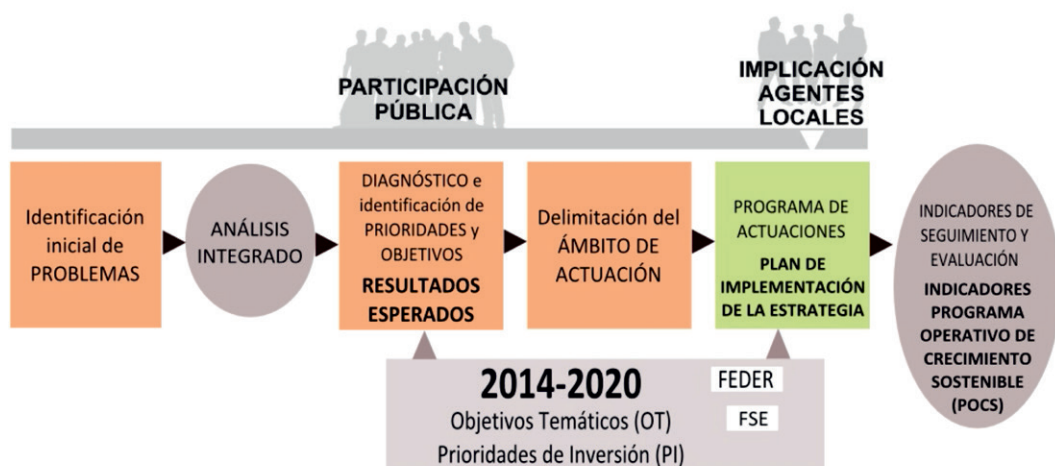 PARTICIPACIÓN
PÚBLICA
IMPLICACIÓN
AGENTES
LOCALES
Identificación
inicial de
PROBLEMAS
ANÁLISIS
INTEGRADO
DIAGNÓSTICO e
identificación de
PRIORIDADES y
OBJETIVOS
RESULTADOS
ESPERADOS
Delimitación del
ÁMBITO DE
ACTUACIÓN
PROGRAMA DE
ACTUACIONES
PLAN DE
IMPLEMENTACIÓN
DE LA ESTRATEGIA
INDICADORES DE
SEGUIMIENTO Y
EVALUACIÓN
INDICADORES
PROGRAMA
OPERATIVO DE
CRECIMIENTO
SOSTENIBLE
(POCS)
2014-2020
Objetivos Temáticos (OT)
Prioridades de Inversión (PI)
FEDER
FSE